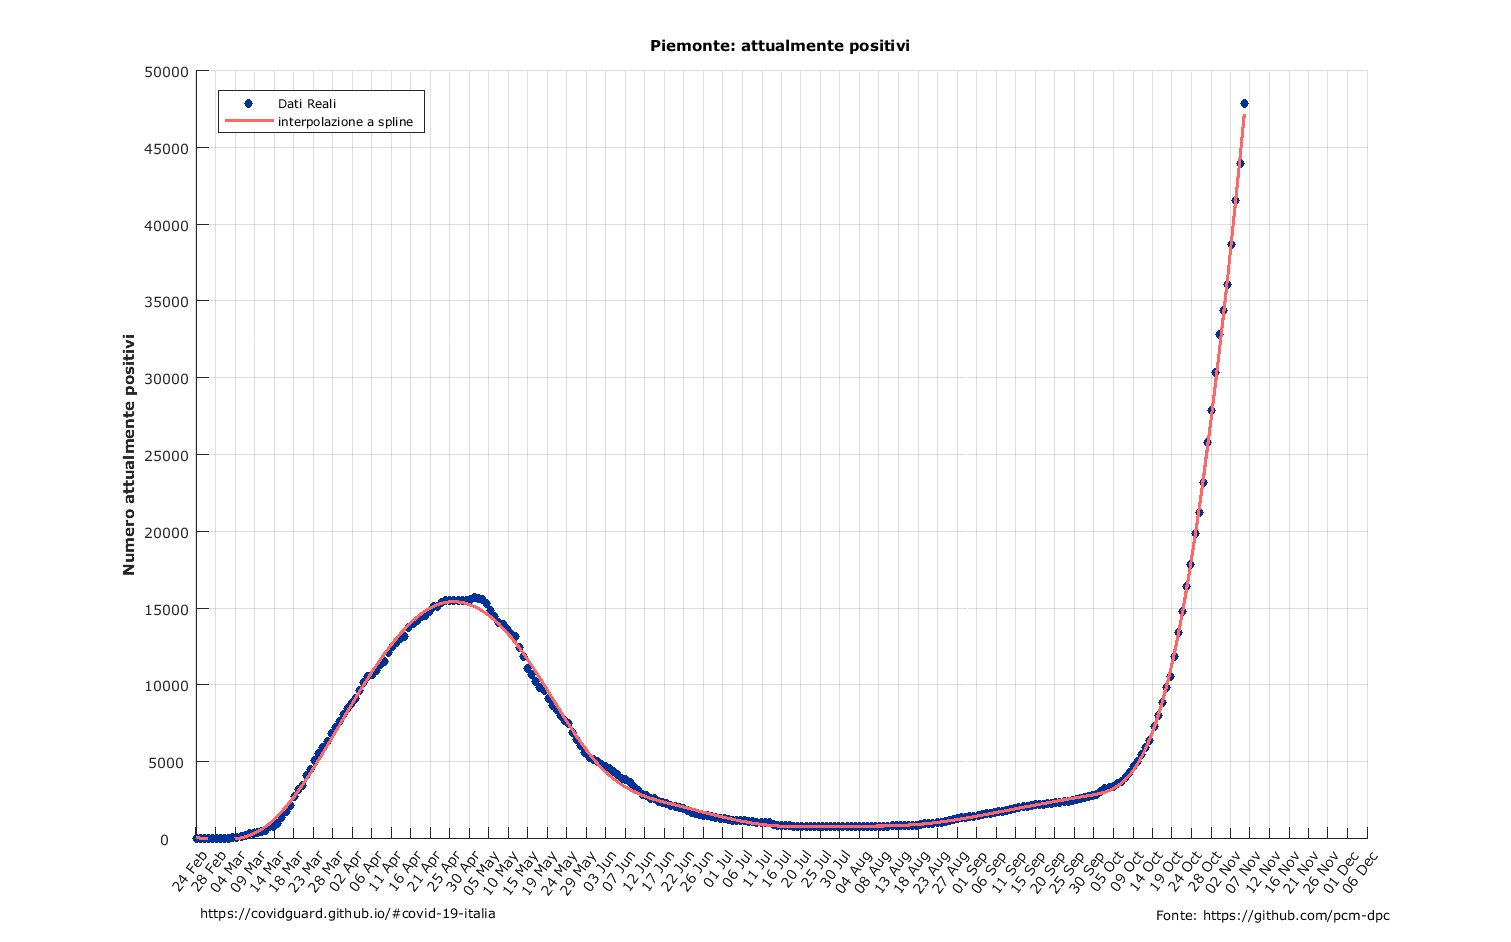 Piemonte: attualmente positivi
Dati Reali
interpolazione a spline
Numero attualmente positivi
50000
45000
40000
35000
30000
25000
20000
15000
10000
5000
0
24 Feb
28 Feb
04 Mar
09 Mar
14 Mar
18 Mar
23 Mar
28 Mar
02 Apr
06 Apr
11 Apr
16 Apr
21 Apr
25 Apr
30 Apr
05 May
10 May
15 May
19 May
24 May
29 May
03 Jun
07 Jun
12 Jun
17 Jun
22 Jun
26 Jun
01 Jul
06 Jul
11 Jul
16 Jul
20 Jul
25 Jul
30 Jul
04 Aug
08 Aug
13 Aug
18 Aug
23 Aug
27 Aug
01 Sep
06 Sep
11 Sep
15 Sep
20 Sep
25 Sep
30 Sep
05 Oct
09 Oct
14 Oct
19 Oct
24 Oct
28 Oct
02 Nov
07 Nov
12 Nov
16 Nov
21 Nov
26 Nov
01 Dec
06 Dec
https://covidguard.github.io/#covid-19-italia
Fonte: https://github.com/pcm-dpc